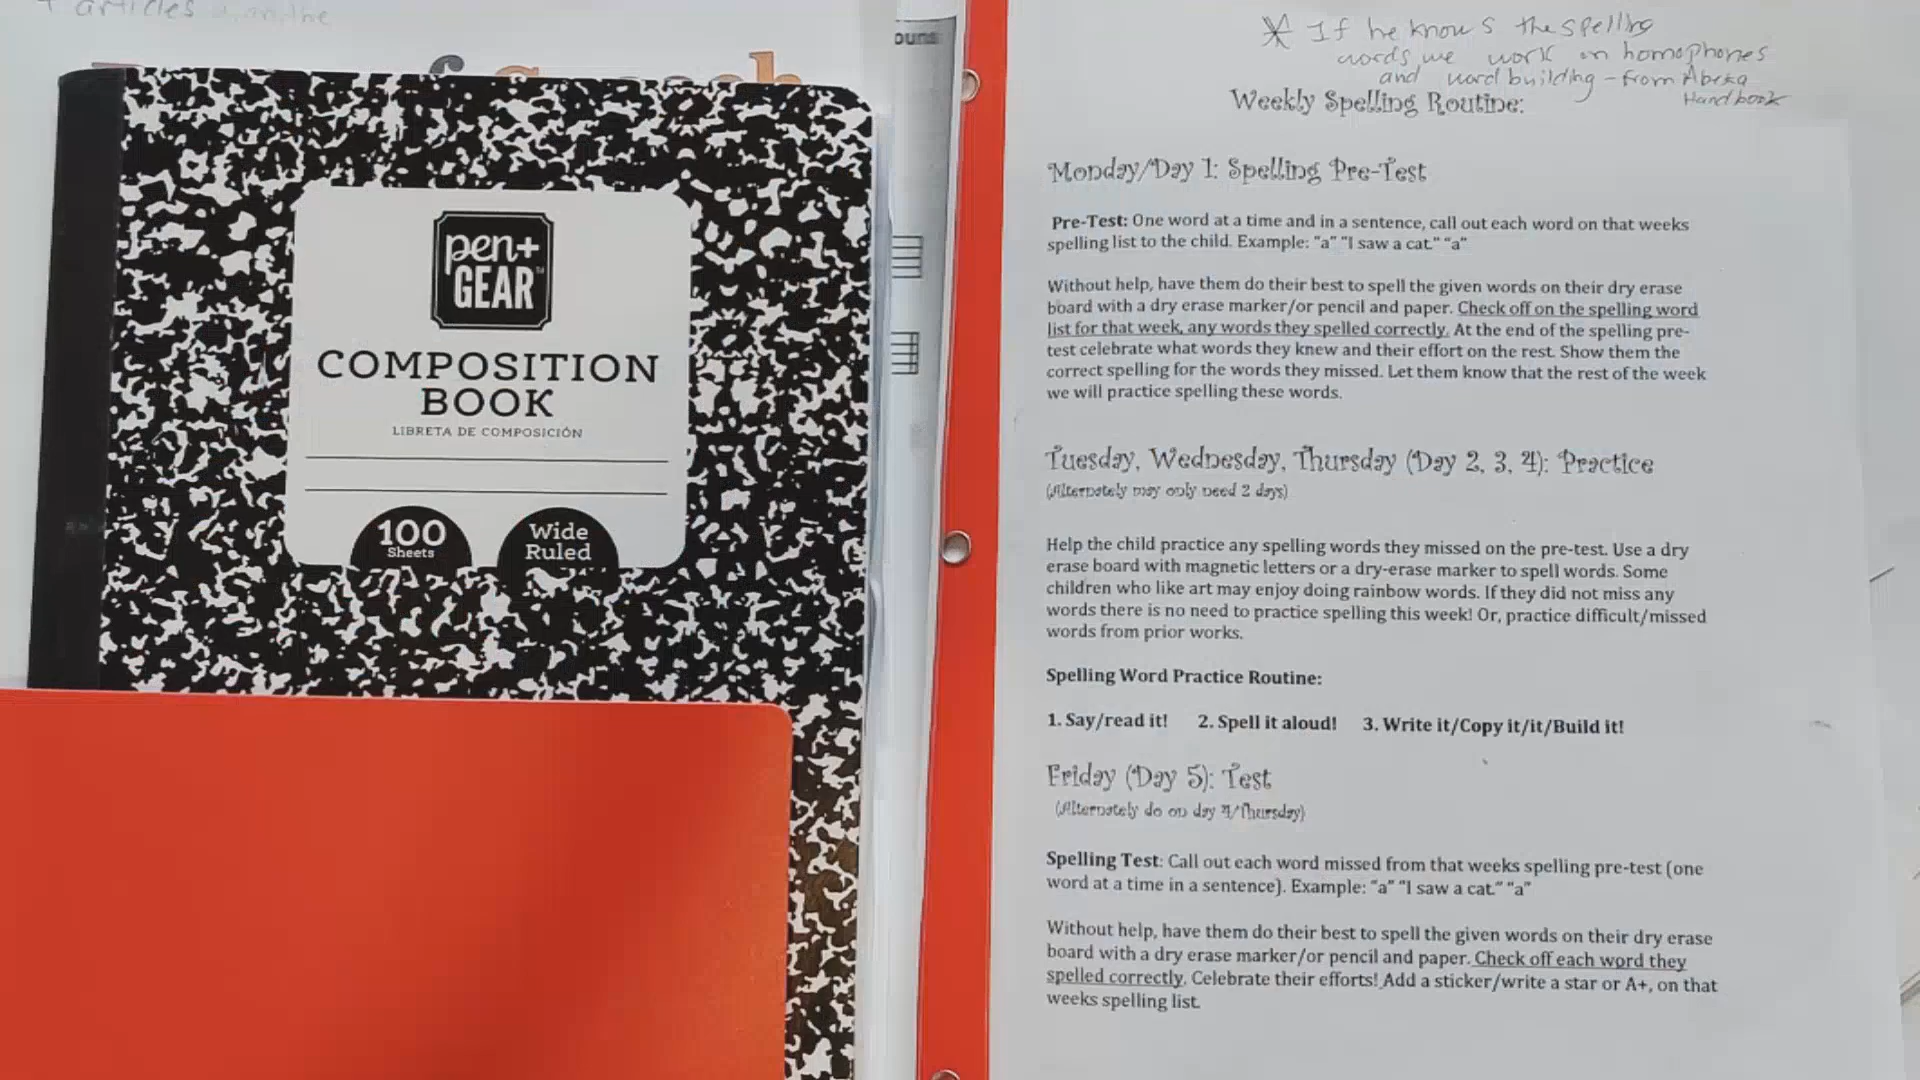 articles
ouns
pen+
GEAR™
COMPOSITION
BOOK
LIBRETA DE COMPOSICIÓN
100
Sheets
Wide
Ruled
* If he knows the spelling
words we work on homophones
and word building - from Abeka
Handbook
Weekly Spelling Routine:
Monday/Day 1: Spelling Pre-Test
Pre-Test: One word at a time and in a sentence, call out each word on that weeks
spelling list to the child. Example: "a" "I saw a cat." "a"
Without help, have them do their best to spell the given words on their dry erase
board with a dry erase marker/or pencil and paper. Check off on the spelling word
list for that week, any words they spelled correctly. At the end of the spelling pre-
test celebrate what words they knew and their effort on the rest. Show them the
correct spelling for the words they missed. Let them know that the rest of the week
we will practice spelling these words.
Tuesday, Wednesday, Thursday (Day 2, 3, 4): Practice
(Alternately may only need 2 days)
Help the child practice any spelling words they missed on the pre-test. Use a dry
erase board with magnetic letters or a dry-erase marker to spell words. Some
children who like art may enjoy doing rainbow words. If they did not miss any
words there is no need to practice spelling this week! Or, practice difficult/missed
words from prior works.
Spelling Word Practice Routine:
1. Say/read it! 2. Spell it aloud! 3. Write it/Copy it/it/Build it!
Friday (Day 5): Test
(Alternately do on day 4/Thursday)
Spelling Test: Call out each word missed from that weeks spelling pre-test (one
word at a time in a sentence). Example: "a" "I saw a cat." "a"
Without help, have them do their best to spell the given words on their dry erase
board with a dry erase marker/or pencil and paper. Check off each word they
spelled correctly. Celebrate their efforts! Add a sticker/write a star or A+, on that
weeks spelling list.